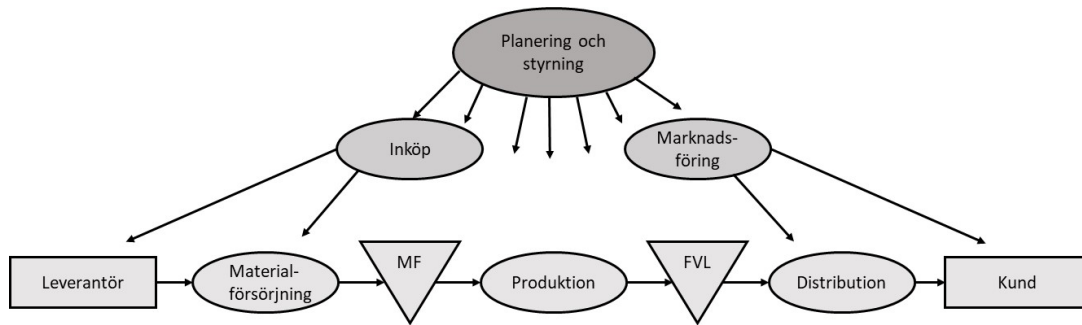 Planering och
styrning
Inköp
Marknads-
föring
Leverantör
Material-
försörjning
MF
Produktion
FVL
Distribution
Kund